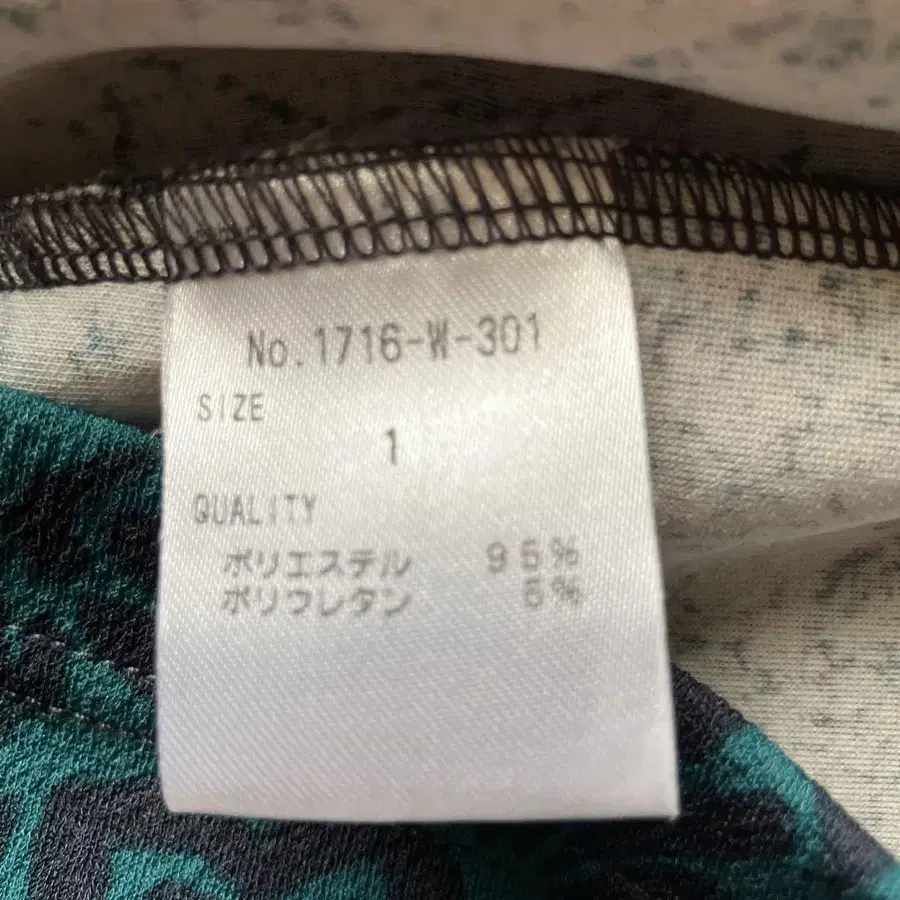 No.1716-W-301
SIZE
1
QUALITY
ポリエステル 95%
ポリウレタン 5%